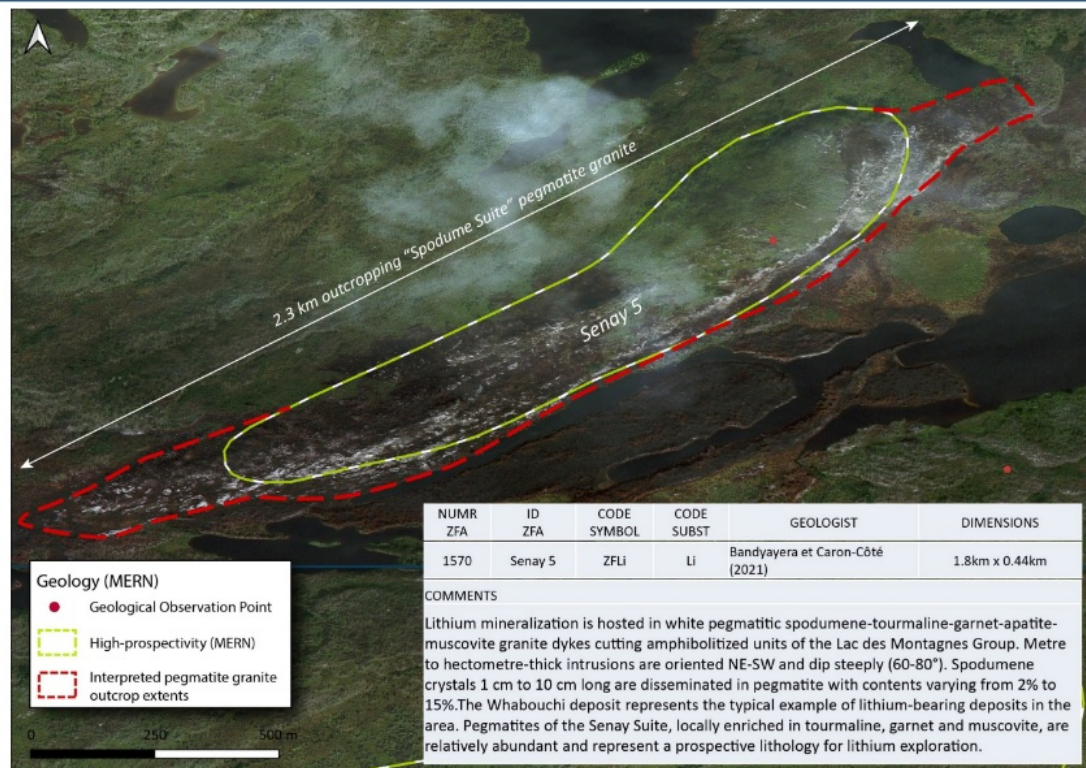 2.3 km outcropping "Spodume Suite" pegmatite granite
Senay 5
Geology (MERN)
Geological Observation Point
High-prospectivity (MERN)
Interpreted pegmatite granite
outcrop extents
0 250 500 m
NUMR ZFA
ID ZFA
CODE SYMBOL
CODE SUBST
GEOLOGIST
DIMENSIONS
1570
Senay 5
ZFLi
Li
Bandyayera et Caron-Côté
(2021)
1.8km x 0.44km
COMMENTS
Lithium mineralization is hosted in white pegmatitic spodumene-tourmaline-garnet-apatite-
muscovite granite dykes cutting amphibolitized units of the Lac des Montagnes Group. Metre
to hectometre-thick intrusions are oriented NE-SW and dip steeply (60-80°). Spodumene
crystals 1 cm to 10 cm long are disseminated in pegmatite with contents varying from 2% to
15%.The Whabouchi deposit represents the typical example of lithium-bearing deposits in the
area. Pegmatites of the Senay Suite, locally enriched in tourmaline, garnet and muscovite, are
relatively abundant and represent a prospective lithology for lithium exploration.